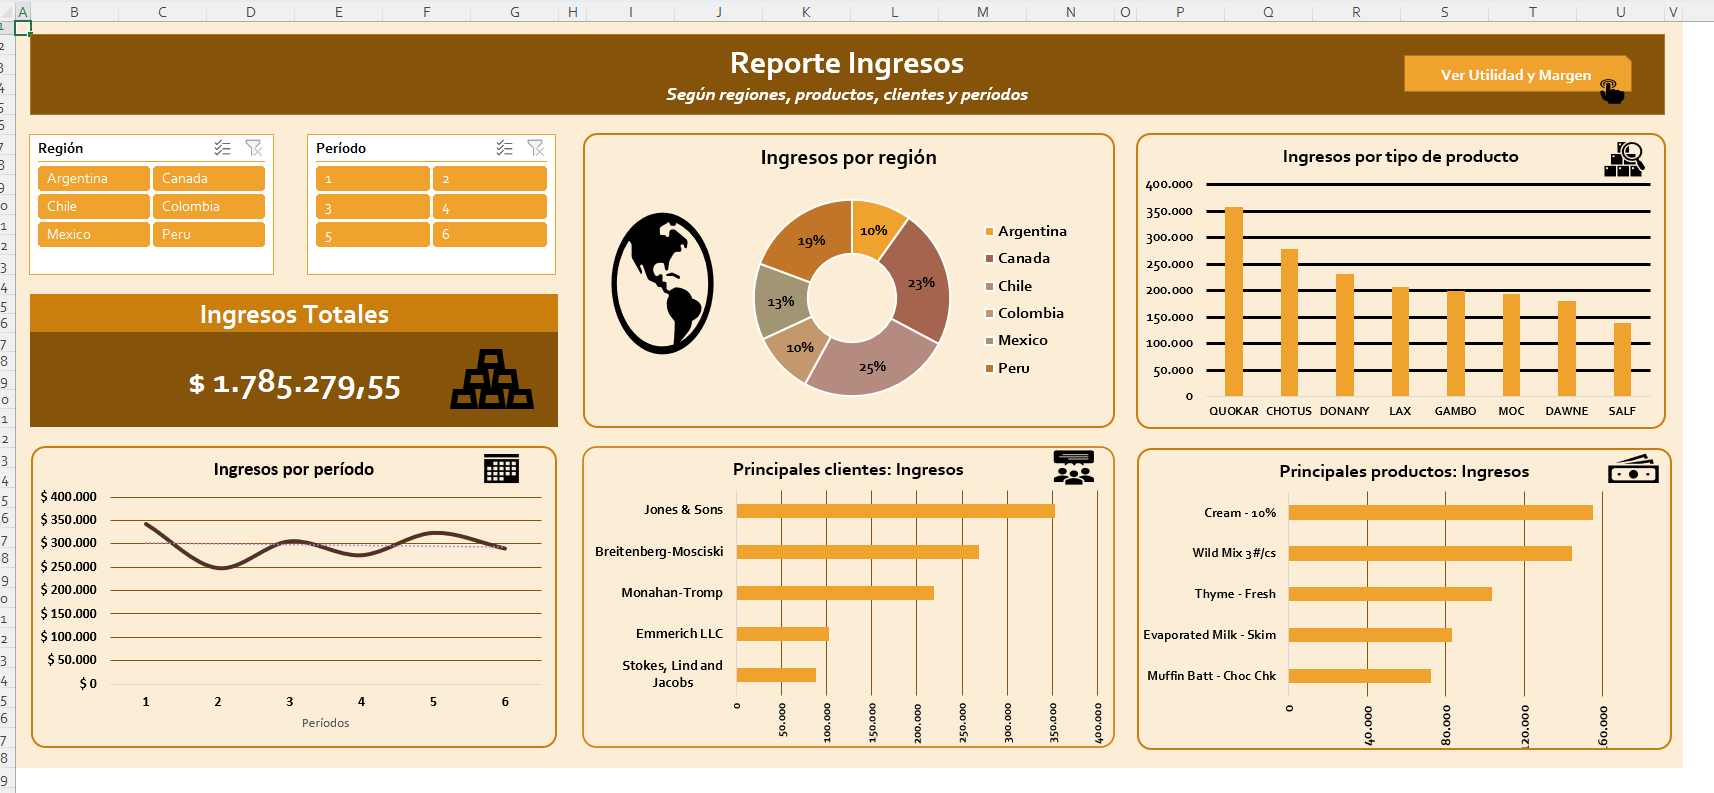 A B C D E F G H I J K L M N O P Q R S T U V
Reporte Ingresos
Según regiones, productos, clientes y períodos
Ver Utilidad y Margen
Región
Argentina Canada
Chile Colombia
Mexico Peru
Período
1 2
3 4
5 6
Ingresos Totales
$ 1.785.279,55
Ingresos por región
10%
23%
25%
10%
13%
19%
Argentina
Canada
Chile
Colombia
Mexico
Peru
Ingresos por tipo de producto
400.000
350.000
300.000
250.000
200.000
150.000
100.000
50.000
0
QUOKAR CHOTUS DONANY LAX GAMBO MOC DAWNE SALF
Ingresos por período
$ 400.000
$ 350.000
$ 300.000
$ 250.000
$ 200.000
$ 150.000
$ 100.000
$ 50.000
$ 0
1 2 3 4 5 6
Períodos
Principales clientes: Ingresos
Jones & Sons
Breitenberg-Mosciski
Monahan-Tromp
Emmerich LLC
Stokes, Lind and
Jacobs
0 50.000 100.000 150.000 200.000 250.000 300.000 350.000 400.000
Principales productos: Ingresos
Cream - 10%
Wild Mix 3#/cs
Thyme - Fresh
Evaporated Milk - Skim
Muffin Batt - Choc Chk
0 40.000 80.000